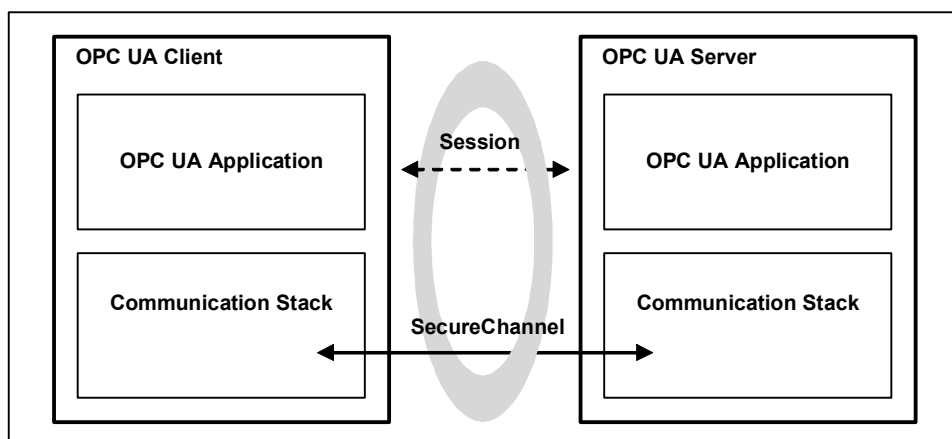 OPC UA Client
OPC UA Server
OPC UA Application
Session
OPC UA Application
Communication Stack
SecureChannel
Communication Stack